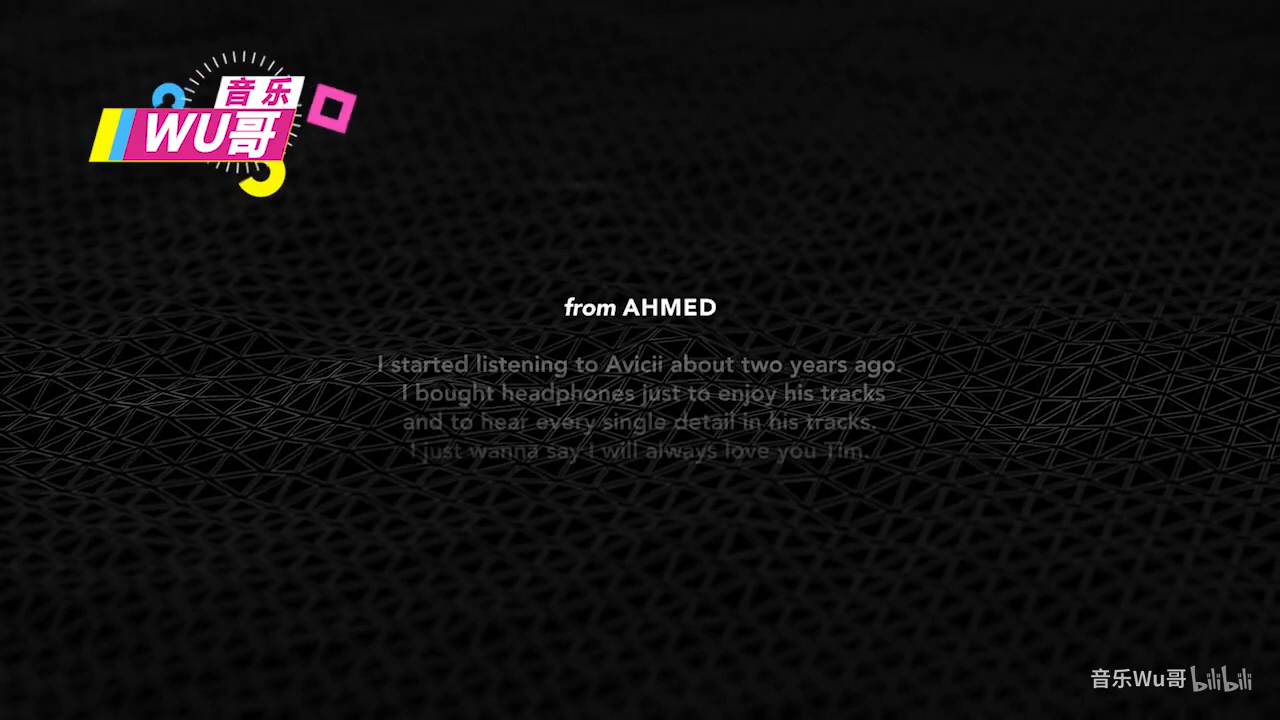 音乐
WU哥
from AHMED
I started listening to Avicii about two years ago.
I bought headphones just to enjoy his tracks
and to hear every single detail in his tracks.
I just wanna say I will always love you Tim.
音乐Wu哥 bilibili